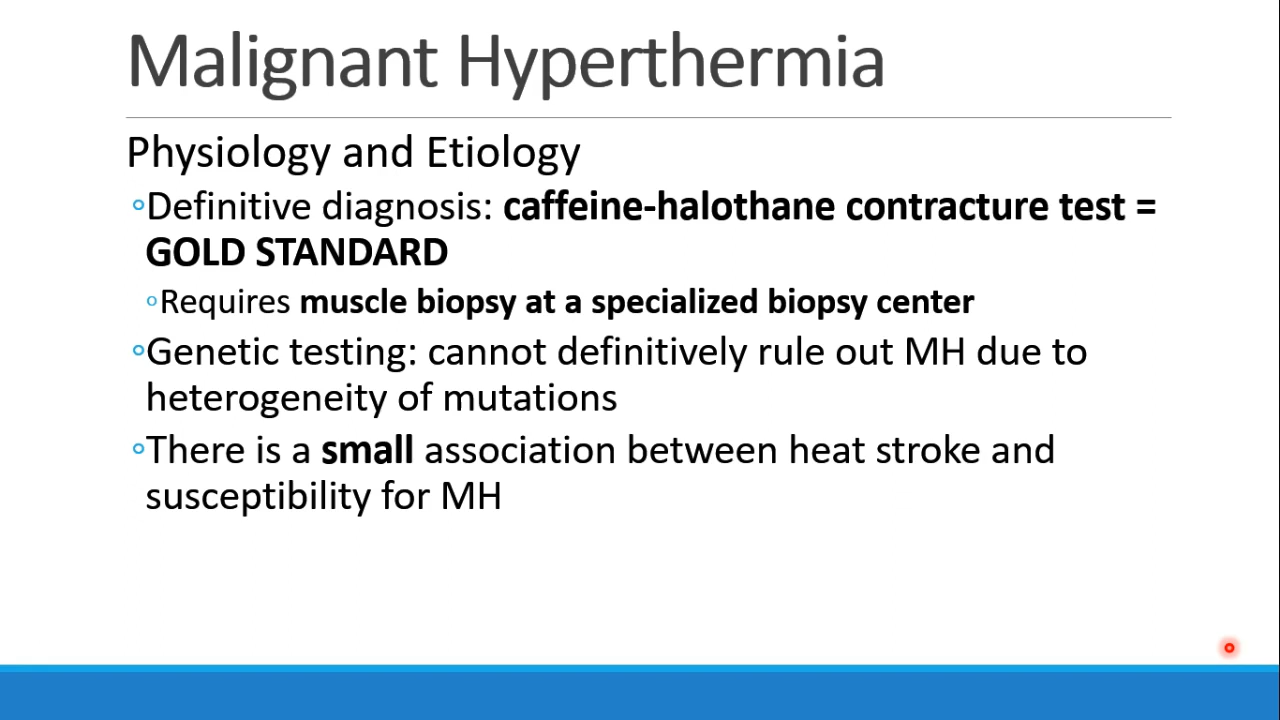 Malignant Hyperthermia
Physiology and Etiology
◦Definitive diagnosis: caffeine-halothane contracture test =
GOLD STANDARD
◦Requires muscle biopsy at a specialized biopsy center
◦Genetic testing: cannot definitively rule out MH due to
heterogeneity of mutations
◦There is a small association between heat stroke and
susceptibility for MH